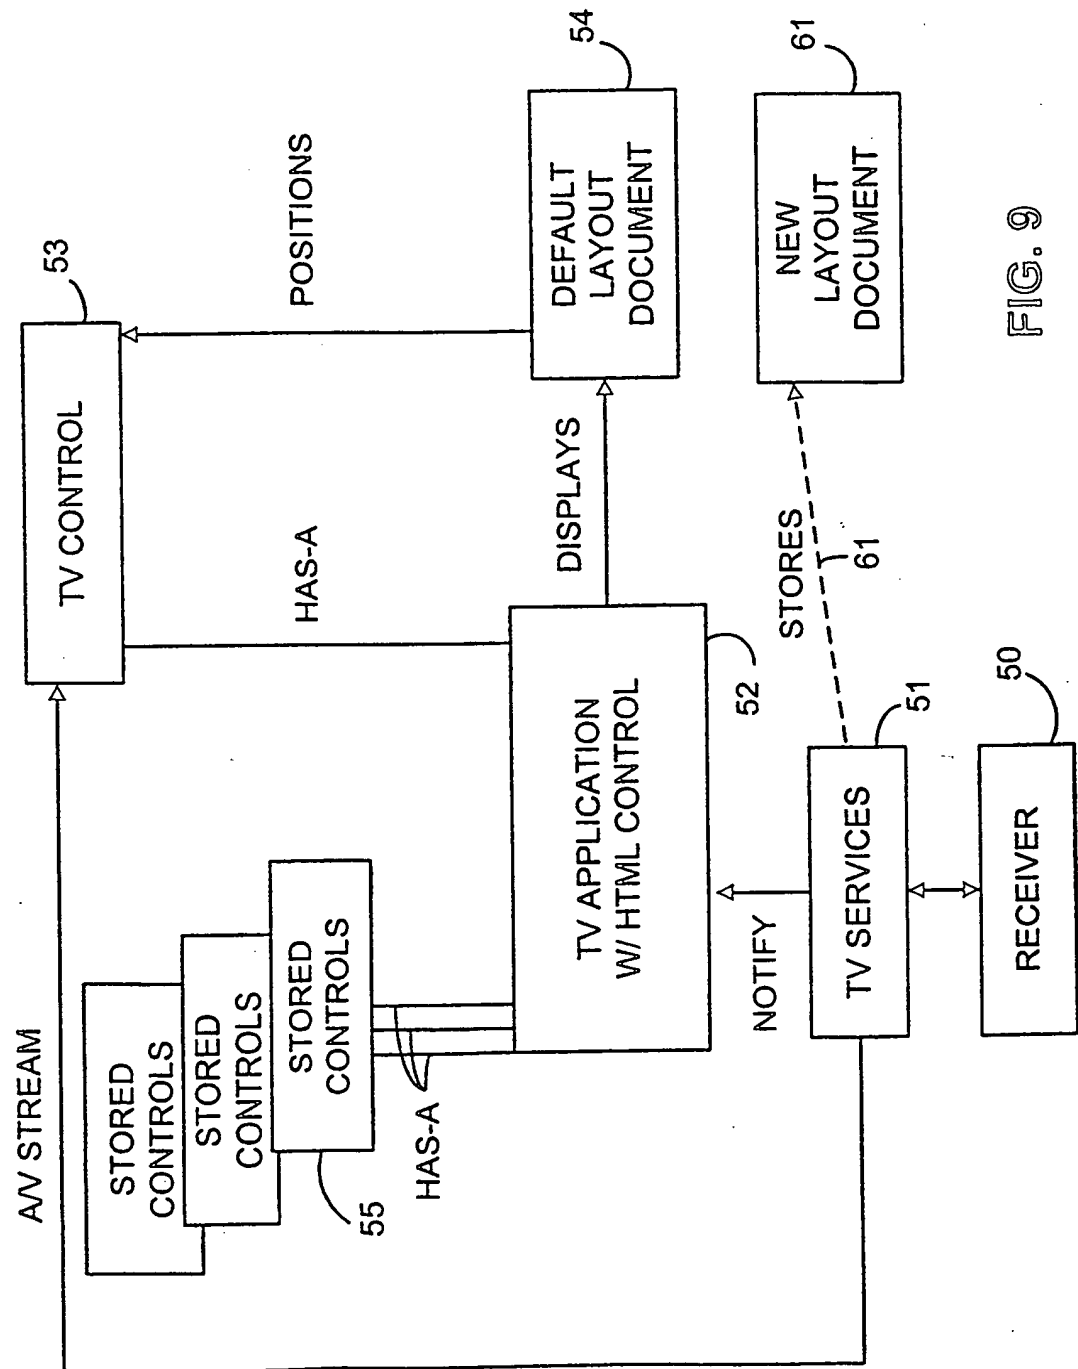 A/V STREAM
TV CONTROL
53
STORED
CONTROLS
STORED
CONTROLS
STORED
CONTROLS
55
HAS-A
HAS-A
POSITIONS
TV APPLICATION
W/ HTML CONTROL
52
DISPLAYS
DEFAULT
LAYOUT
DOCUMENT
54
NOTIFY
TV SERVICES
51
STORES
61
NEW
LAYOUT
DOCUMENT
61
RECEIVER
50
FIG. 9